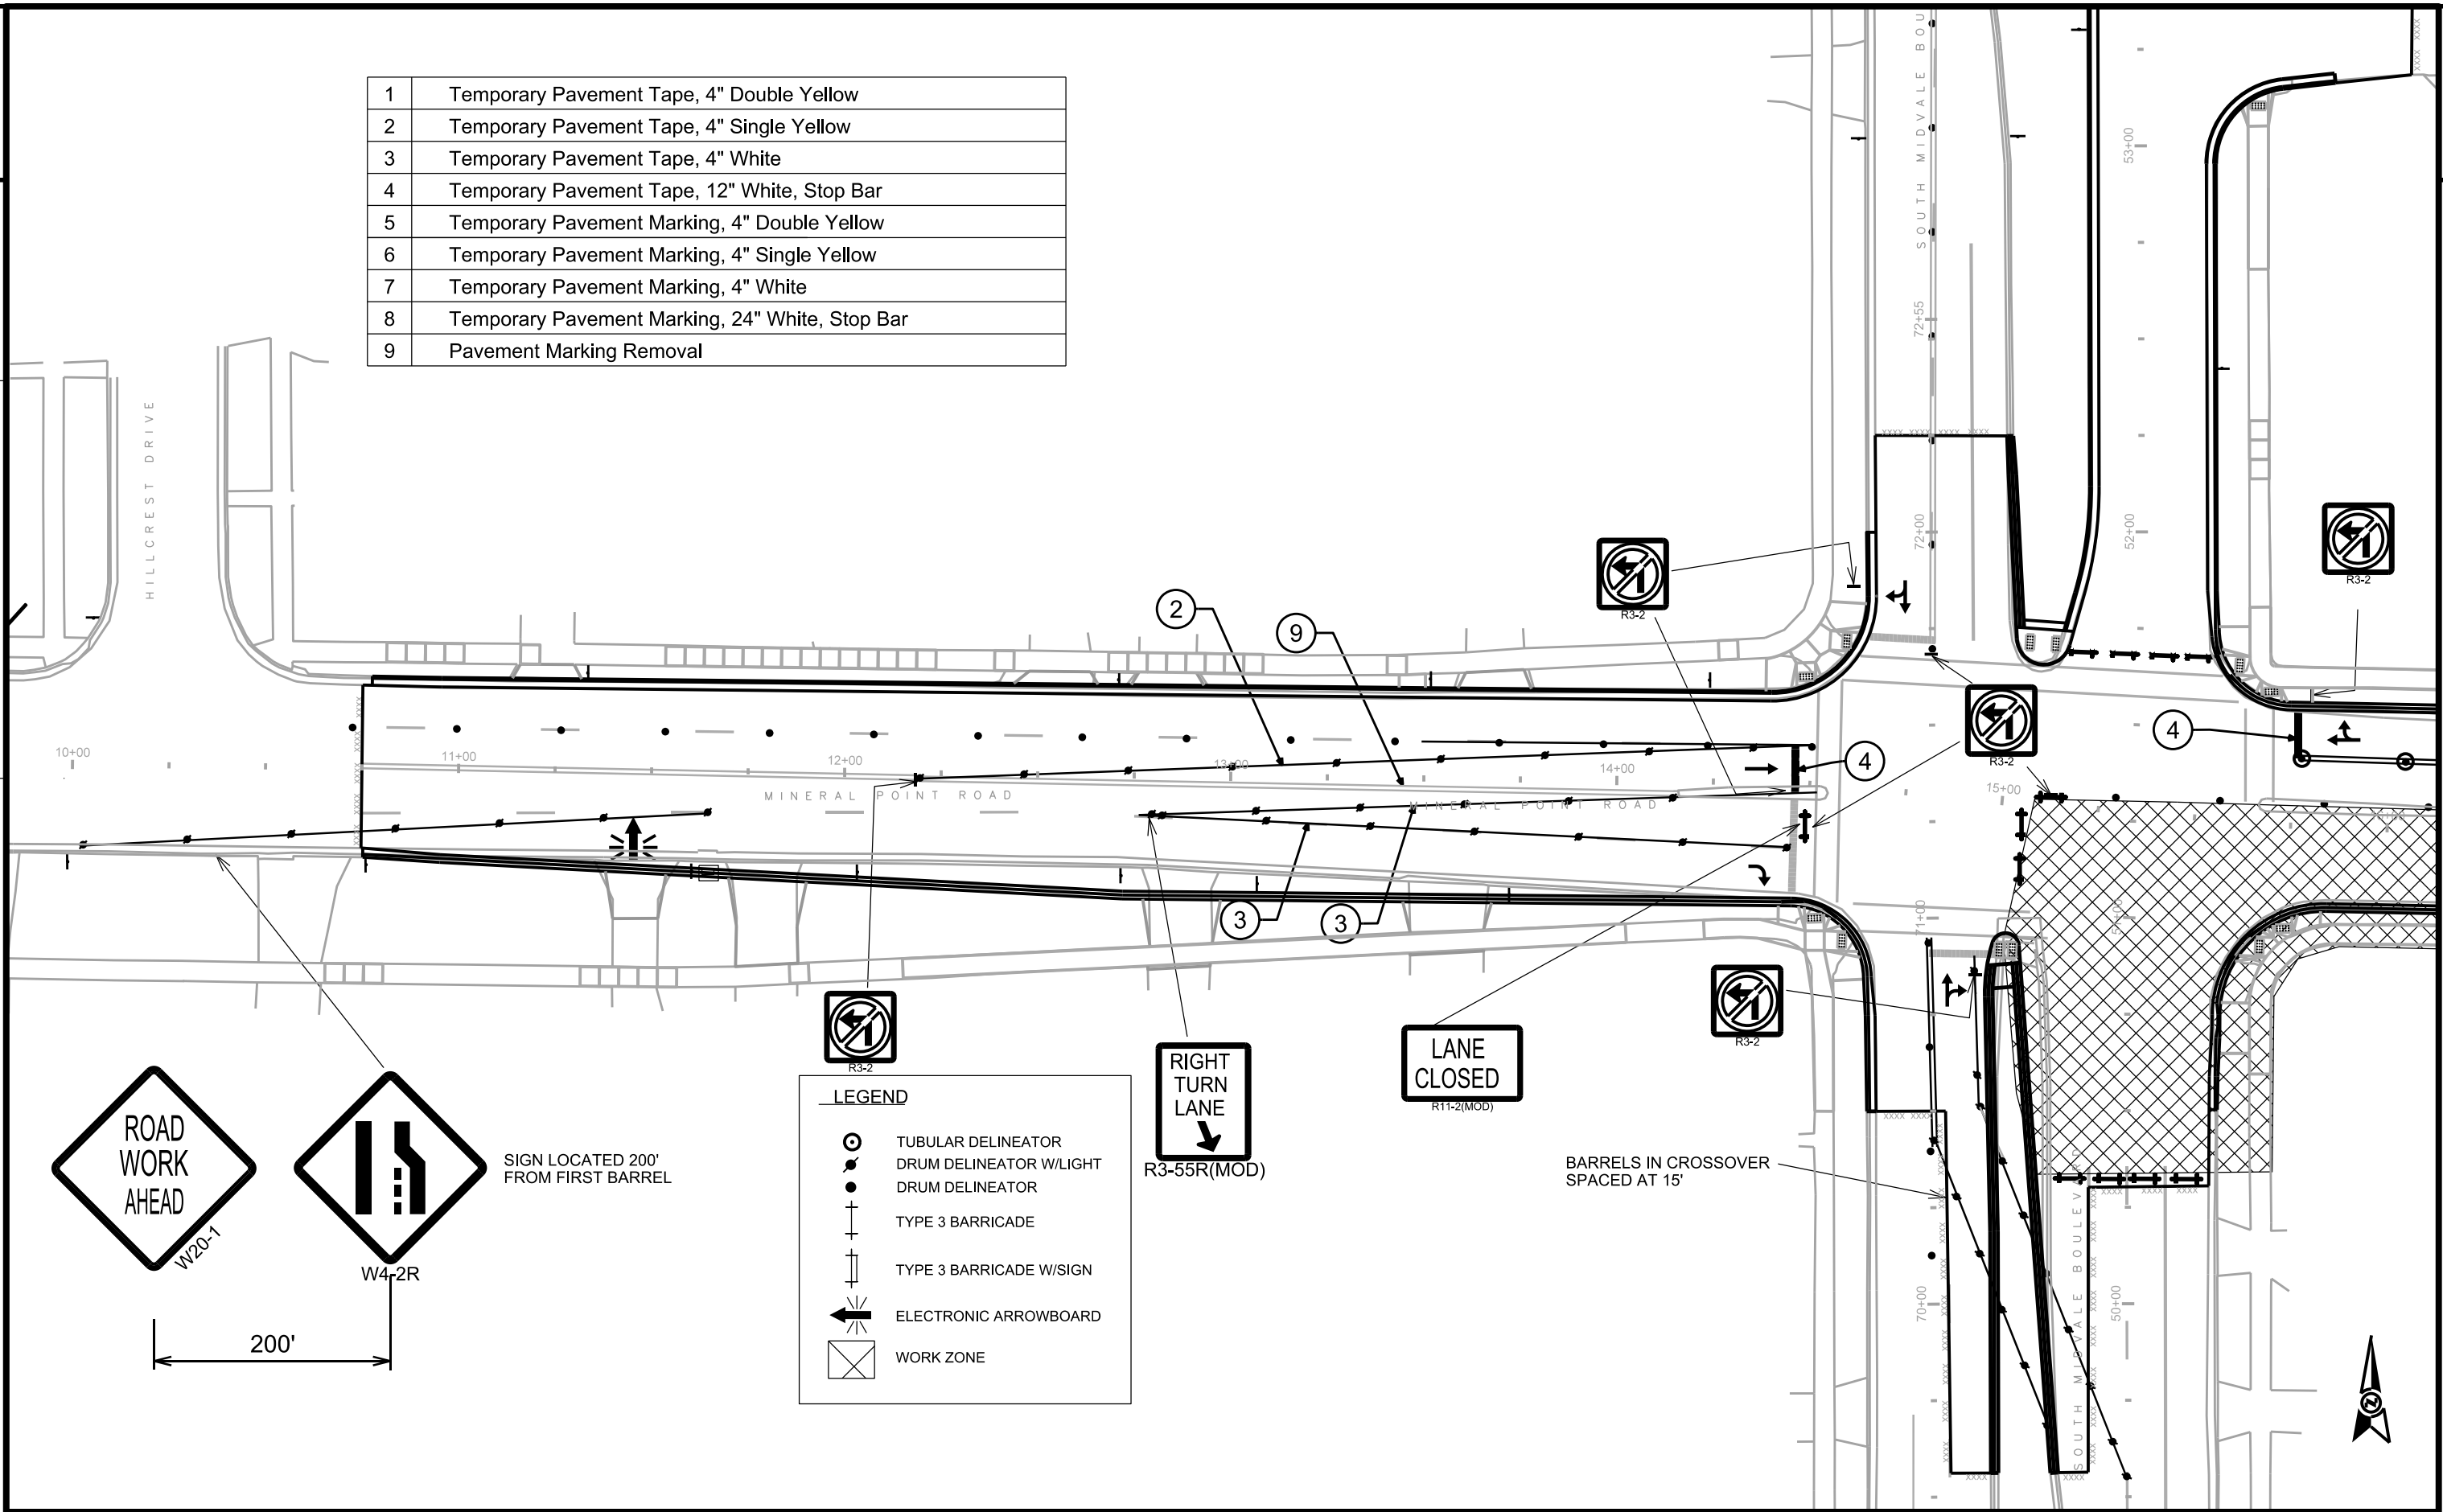 1 Temporary Pavement Tape, 4" Double Yellow
2 Temporary Pavement Tape, 4" Single Yellow
3 Temporary Pavement Tape, 4" White
4 Temporary Pavement Tape, 12" White, Stop Bar
5 Temporary Pavement Marking, 4" Double Yellow
6 Temporary Pavement Marking, 4" Single Yellow
7 Temporary Pavement Marking, 4" White
8 Temporary Pavement Marking, 24" White, Stop Bar
9 Pavement Marking Removal
HILLCREST DRIVE
SOUTH MIDVALE BOU
53+00
72+55
72+00
52+00
R3-2
R3-2
2
9
10+00
11+00
12+00
13+00
14+00
15+00
MINERAL POINT ROAD
MINERAL POINT ROAD
4
4
R3-2
3
3
71+00
51+00
R3-2
R3-2
ROAD
WORK
AHEAD
W20-1
W4-2R
SIGN LOCATED 200'
FROM FIRST BARREL
200'
LEGEND
TUBULAR DELINEATOR
DRUM DELINEATOR W/LIGHT
DRUM DELINEATOR
TYPE 3 BARRICADE
TYPE 3 BARRICADE W/SIGN
ELECTRONIC ARROWBOARD
WORK ZONE
RIGHT
TURN
LANE
R3-55R(MOD)
LANE
CLOSED
R11-2(MOD)
BARRELS IN CROSSOVER
SPACED AT 15'
70+00
50+00
SOUTH MIDVALE BOULEVARD